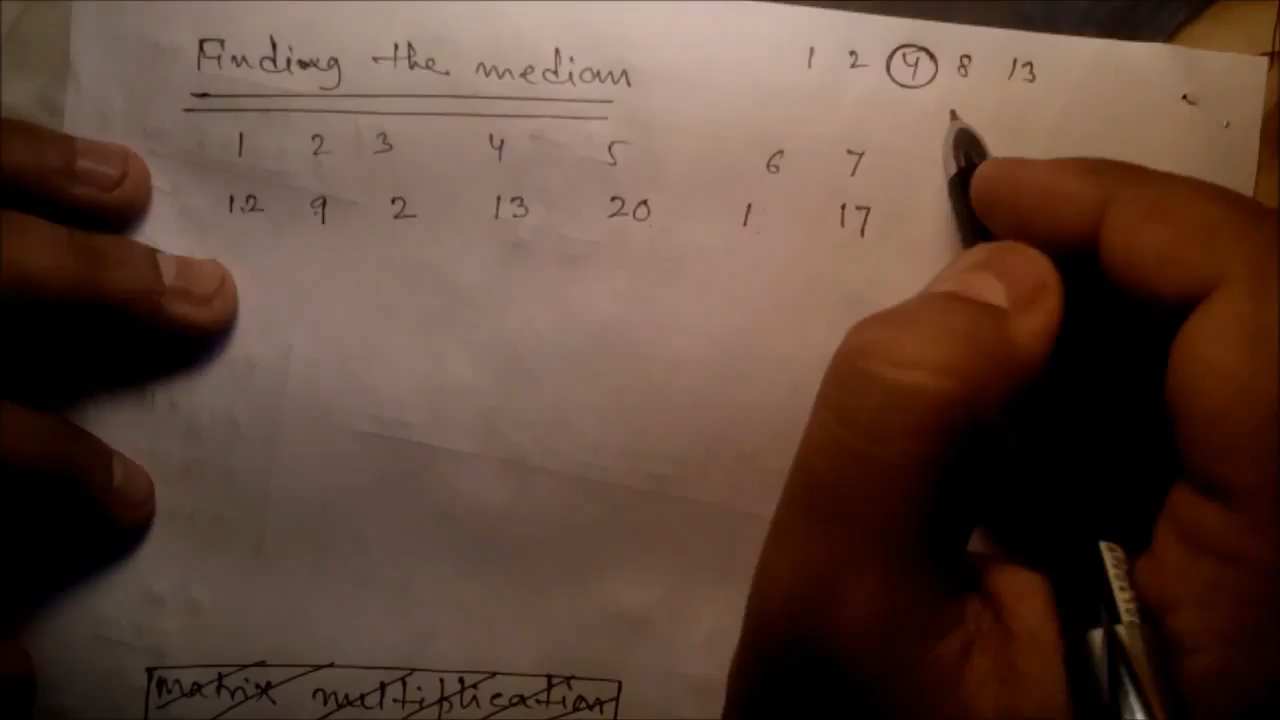 Finding the median
1 2 4 8 13
1 2 3 4 5 6 7
12 9 2 13 20 1 17
matrix multiplication